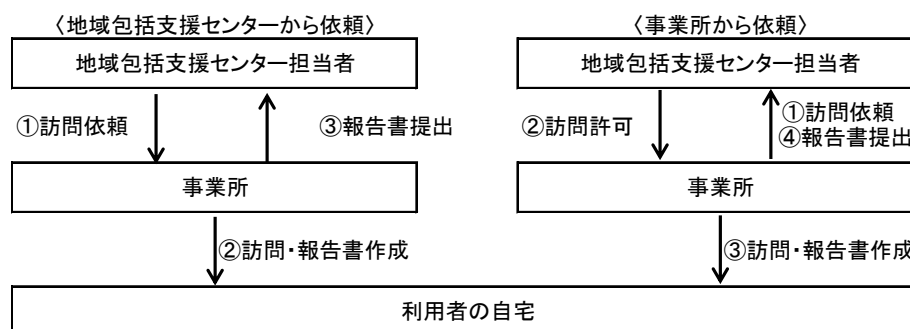 〈地域包括支援センターから依頼〉
地域包括支援センター担当者
①訪問依頼
③報告書提出
事業所
②訪問・報告書作成
〈事業所から依頼〉
地域包括支援センター担当者
②訪問許可
①訪問依頼
④報告書提出
事業所
③訪問・報告書作成
利用者の自宅